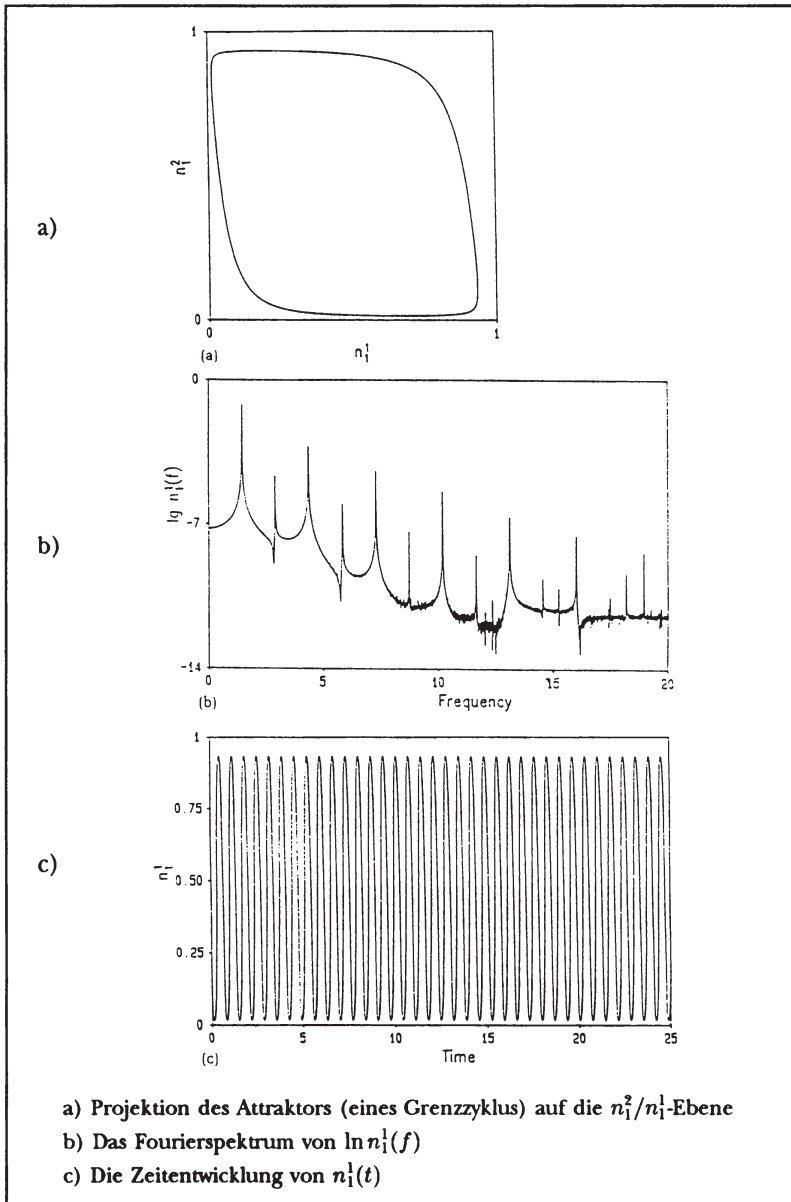 a)
1
n₁²
0
0
1
(a)
n₁¹
b)
0
lg n₁¹(f)
-7
-14
0
5
10
15
20
(b)
Frequency
c)
1
0.75
n₁¹
0.50
0.25
0
0
5
10
15
20
25
(c)
Time
a) Projektion des Attraktors (eines Grenzzyklus) auf die n₁²/n₁¹-Ebene
b) Das Fourierspektrum von ln n₁¹(f)
c) Die Zeitentwicklung von n₁¹(t)